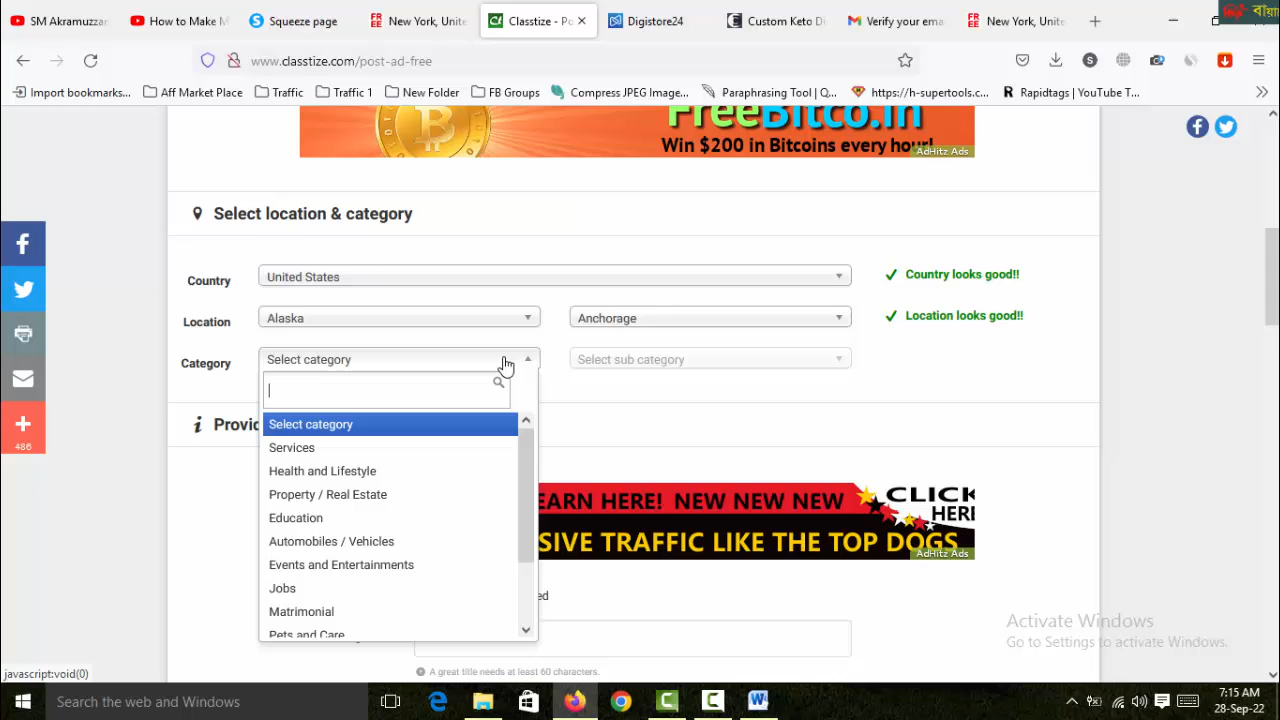 SM Akramuzzar
How to Make M
Squeeze page
New York, Unite
Classtize - Po
Digistore24
Custom Keto Di
Verify your ema
New York, Unite
বায়া
www.classtize.com/post-ad-free
Import bookmarks...
Aff Market Place
Traffic
Traffic 1
New Folder
FB Groups
Compress JPEG Image...
Paraphrasing Tool | Q...
https://h-supertools.c...
Rapidtags | YouTube T...
FreeBitco.in
Win $200 in Bitcoins every hour!
AdHitz Ads
Select location & category
Country
United States
Country looks good!!
Location
Alaska
Anchorage
Location looks good!!
Category
Select category
Select sub category
Select category
Provid
Services
Health and Lifestyle
Property / Real Estate
EARN HERE! NEW NEW NEW
CLICK
HERE
Education
Automobiles / Vehicles
SIVE TRAFFIC LIKE THE TOP DOGS
AdHitz Ads
Events and Entertainments
Jobs
ed
Matrimonial
Pets and Care
486
A great title needs at least 60 characters.
Activate Windows
Go to Settings to activate Windows.
javascript:void(0)
Search the web and Windows
7:15 AM
28-Sep-22